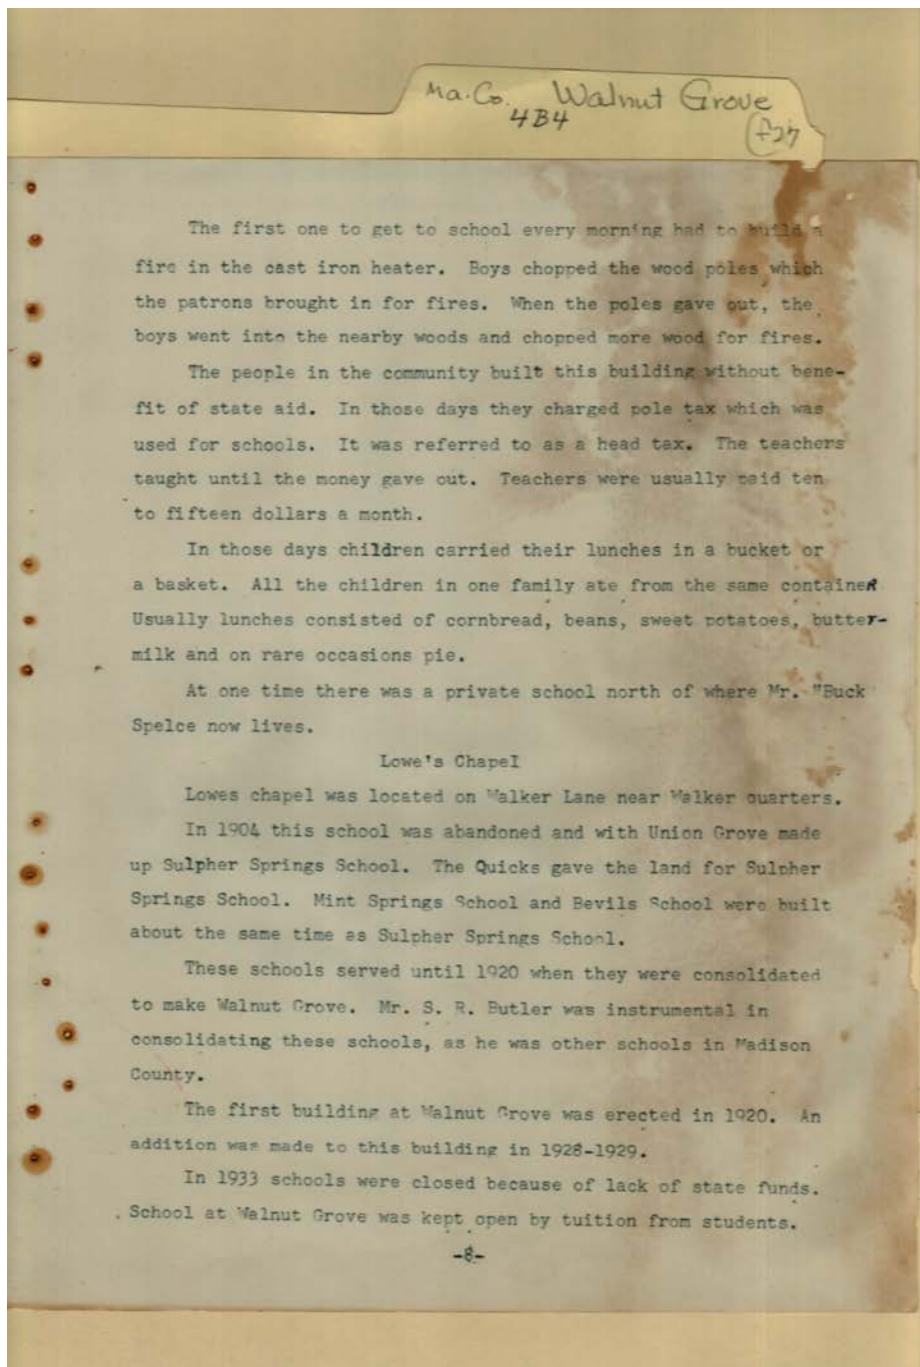 Ma.Co. Walnut Grove
4B4
f27
The first one to get to school every morning had to build a
fire in the cast iron heater. Boys chopped the wood poles which
the patrons brought in for fires. When the poles gave out, the
boys went into the nearby woods and chopped more wood for fires.
The people in the community built this building without bene-
fit of state aid. In those days they charged pole tax which was
used for schools. It was referred to as a head tax. The teachers
taught until the money gave out. Teachers were usually paid ten
to fifteen dollars a month.
In those days children carried their lunches in a bucket or
a basket. All the children in one family ate from the same container
Usually lunches consisted of cornbread, beans, sweet potatoes, butter-
milk and on rare occasions pie.
At one time there was a private school north of where Mr. "Buck
Spelce now lives.
Lowe's Chapel
Lowes chapel was located on Walker Lane near Walker quarters.
In 1904 this school was abandoned and with Union Grove made
up Sulpher Springs School. The Quicks gave the land for Sulpher
Springs School. Mint Springs School and Bevils School were built
about the same time as Sulpher Springs School.
These schools served until 1920 when they were consolidated
to make Walnut Grove. Mr. S. R. Butler was instrumental in
consolidating these schools, as he was other schools in Madison
County.
The first building at Walnut Grove was erected in 1920. An
addition was made to this building in 1928-1929.
In 1933 schools were closed because of lack of state funds.
School at Walnut Grove was kept open by tuition from students.
-8-